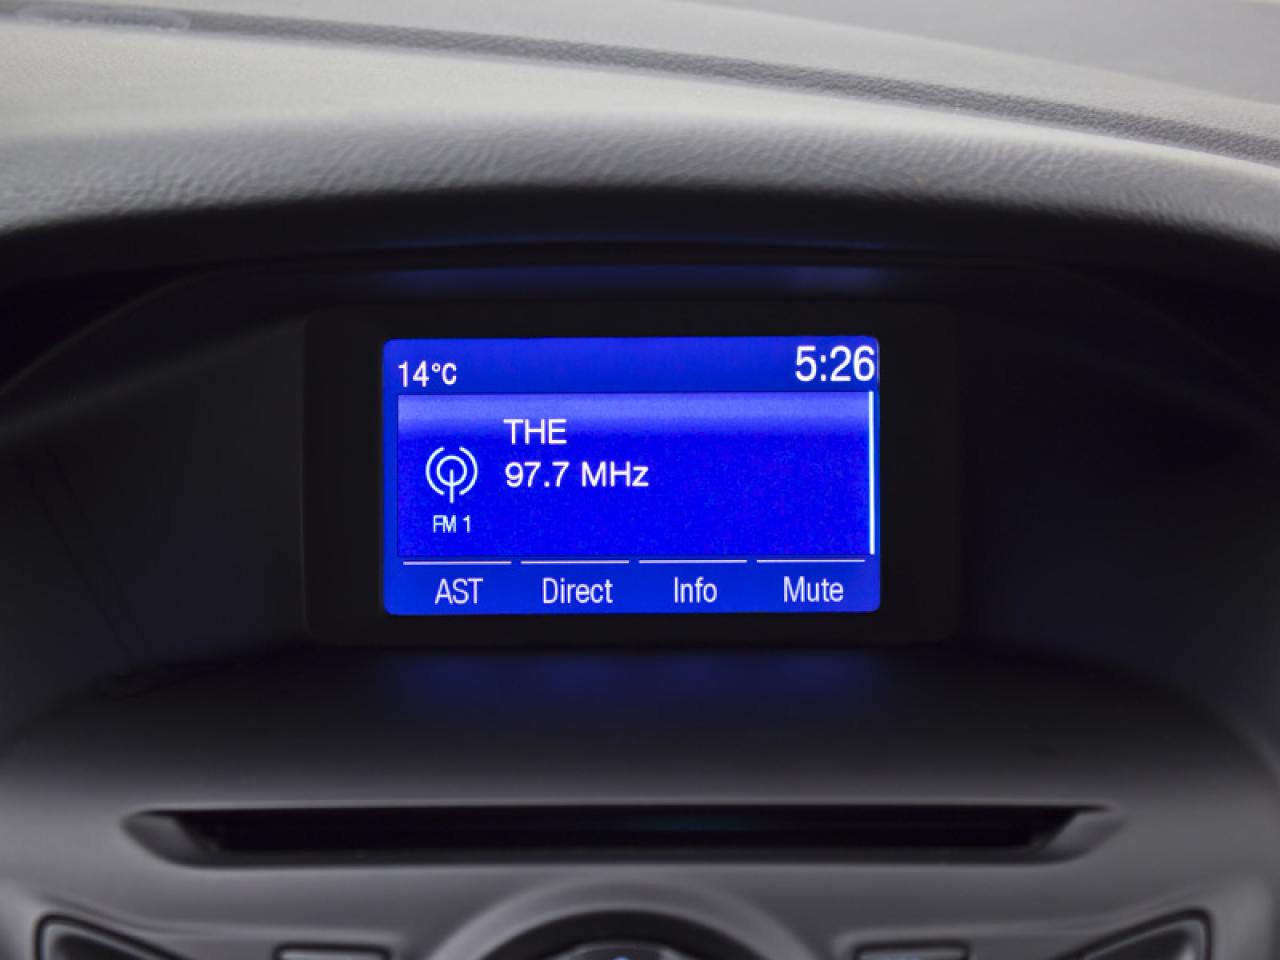 14°C 5:26
THE
97.7 MHz
FM 1
AST Direct Info Mute